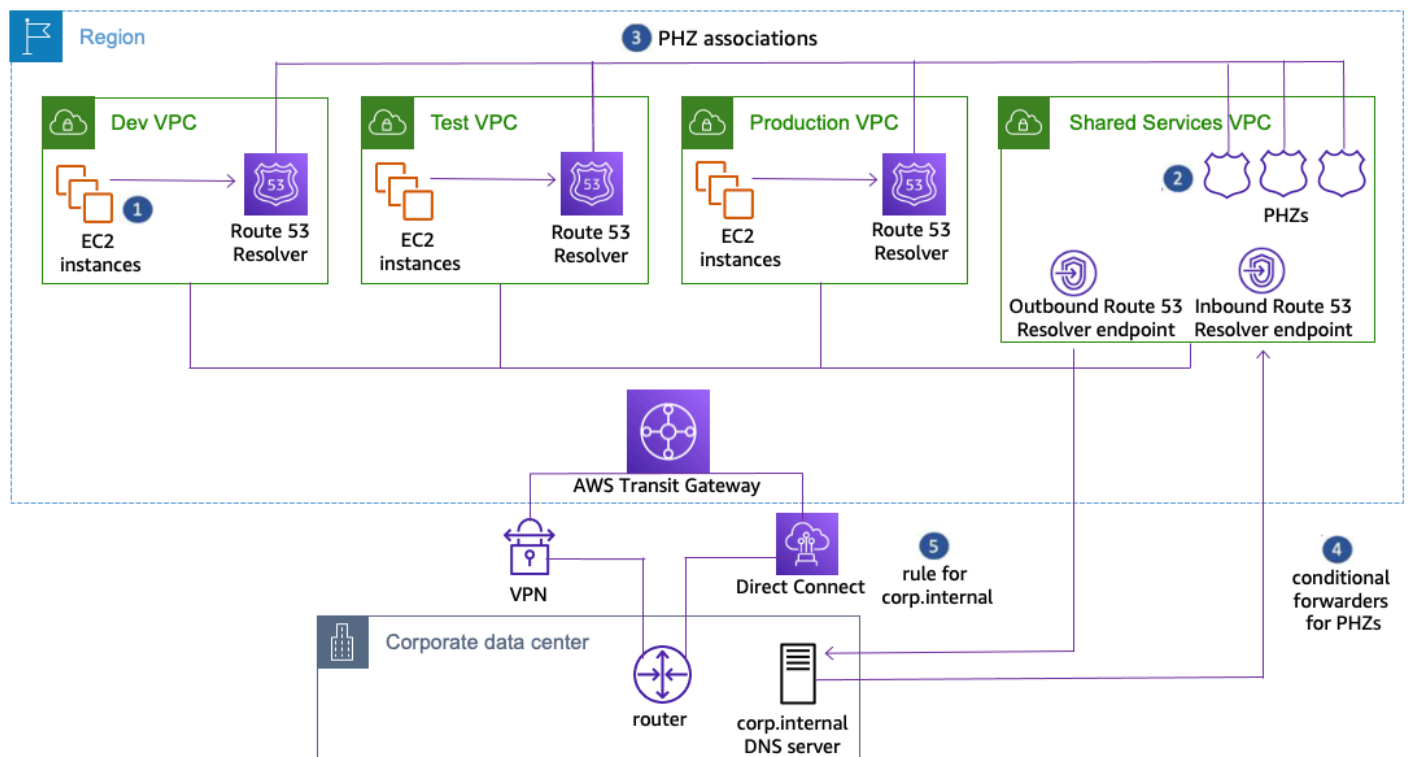 Region
3 PHZ associations
Dev VPC
Test VPC
Production VPC
Shared Services VPC
53
53
53
1
2
EC2
instances
Route 53
Resolver
EC2
instances
Route 53
Resolver
EC2
instances
Route 53
Resolver
PHZs
Outbound Route 53
Resolver endpoint
Inbound Route 53
Resolver endpoint
AWS Transit Gateway
VPN
Direct Connect
5
rule for
corp.internal
4
conditional
forwarders
for PHZs
Corporate data center
router
corp.internal
DNS server